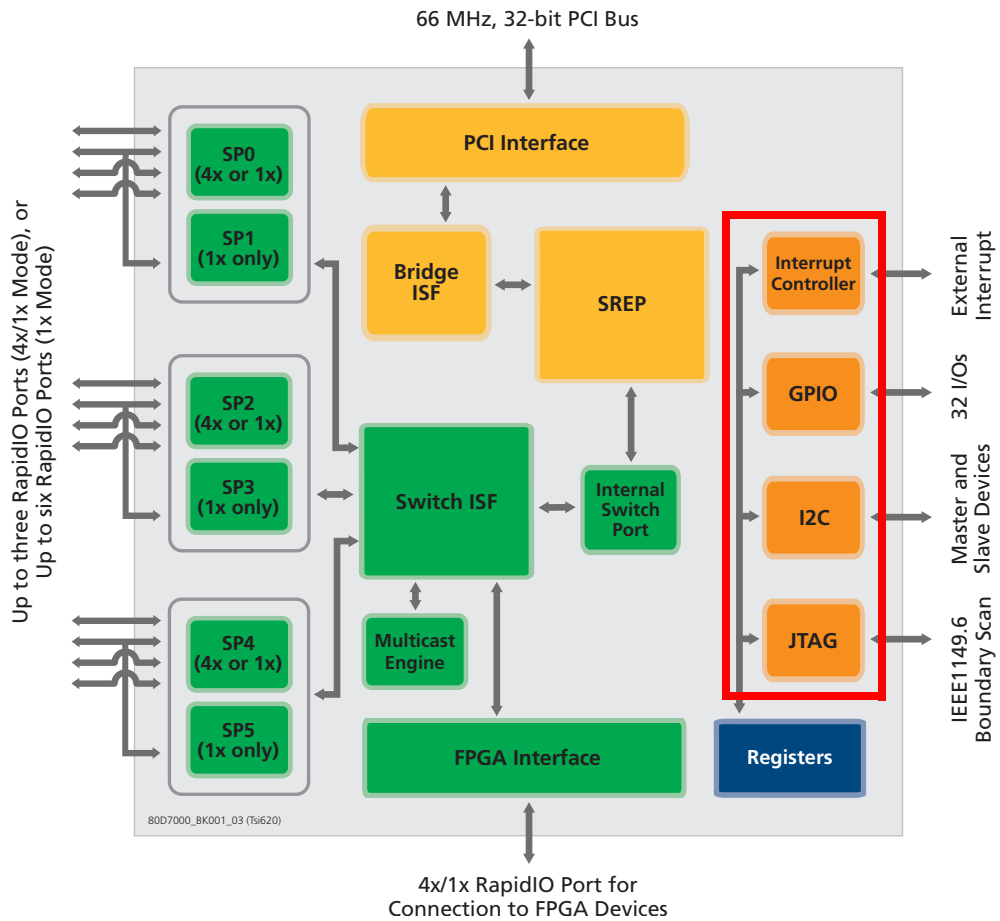 66 MHz, 32-bit PCI Bus
PCI Interface
SP0
(4x or 1x)
SP1
(1x only)
Bridge
ISF
SREP
Interrupt
Controller
External
Interrupt
GPIO
32 I/Os
Up to three RapidIO Ports (4x/1x Mode), or
Up to six RapidIO Ports (1x Mode)
SP2
(4x or 1x)
SP3
(1x only)
Switch ISF
Internal
Switch
Port
I2C
Master and
Slave Devices
SP4
(4x or 1x)
SP5
(1x only)
Multicast
Engine
JTAG
IEEE1149.6
Boundary Scan
FPGA Interface
Registers
80D7000_BK001_03 (Tsi620)
4x/1x RapidIO Port for
Connection to FPGA Devices